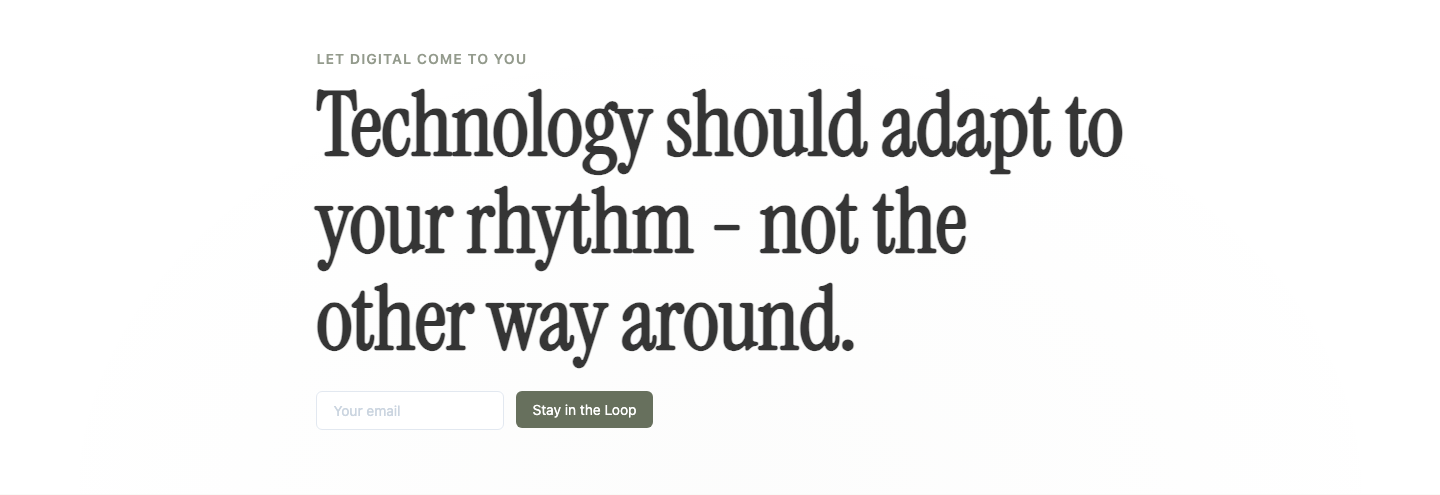 LET DIGITAL COME TO YOU
Technology should adapt to
your rhythm - not the
other way around.
Your email
Stay in the Loop